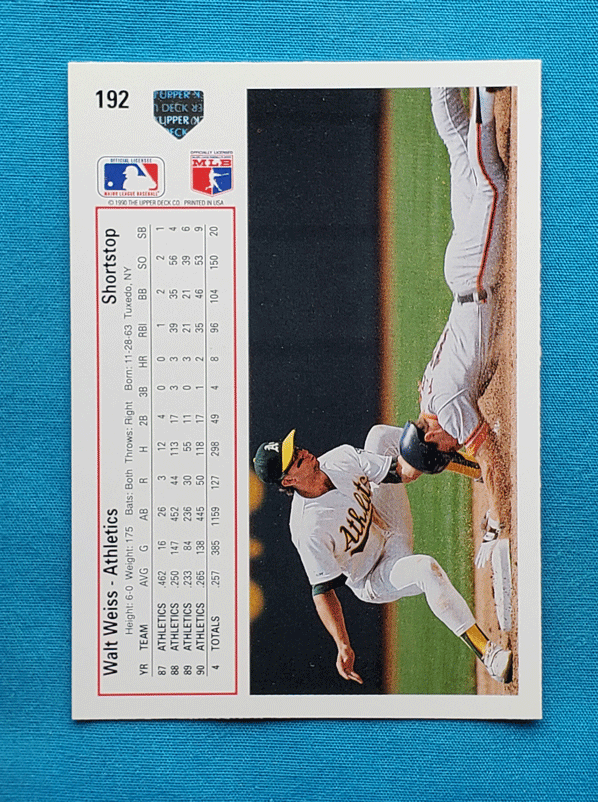 192
UPPER
DECK
UPPER
DECK
OFFICIAL LICENSEE
MAJOR LEAGUE BASEBALL
OFFICIALLY LICENSED
MLB
© 1990 THE UPPER DECK CO. PRINTED IN USA
Walt Weiss - Athletics Shortstop
Height: 6-0 Weight: 175 Bats: Both Throws: Right Born: 11-28-63 Tuxedo, NY
YR TEAM AVG G AB R H 2B 3B HR RBI BB SO SB
87 ATHLETICS .462 16 26 3 12 4 0 0 1 2 2 1
88 ATHLETICS .250 147 452 44 113 17 3 3 39 35 56 4
89 ATHLETICS .233 84 236 30 55 11 0 3 21 21 39 6
90 ATHLETICS .265 138 445 50 118 17 1 2 35 46 53 9
4 TOTALS .257 385 1159 127 298 49 4 8 96 104 150 20
A's
Athletics